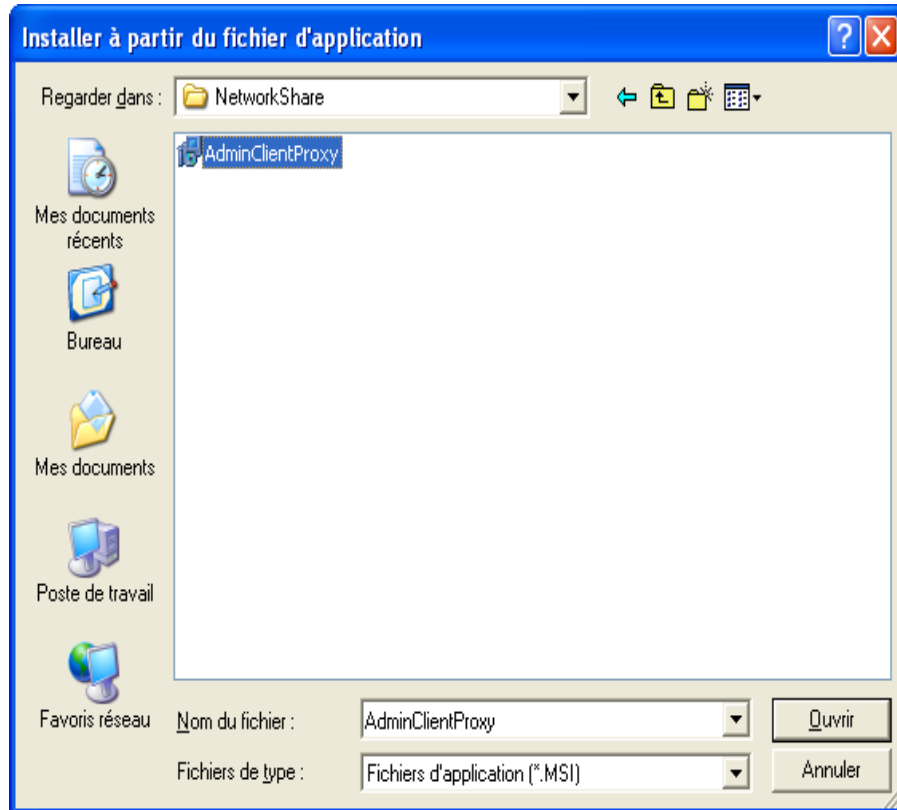 Installer à partir du fichier d'application
Regarder dans : NetworkShare
AdminClientProxy
Mes documents
récents
Bureau
Mes documents
Poste de travail
Favoris réseau
Nom du fichier : AdminClientProxy Ouvrir
Fichiers de type : Fichiers d'application (*.MSI) Annuler